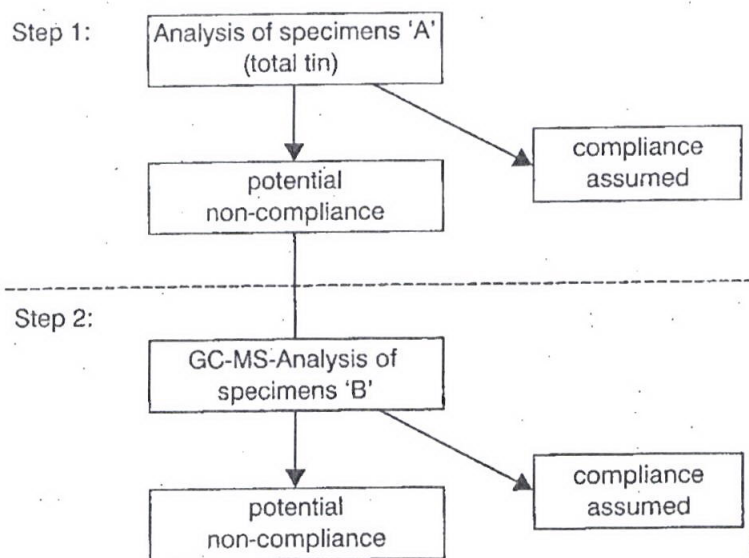 Step 1:
Analysis of specimens 'A'
(total tin)
compliance
assumed
potential
non-compliance
Step 2:
GC-MS-Analysis of
specimens 'B'
compliance
assumed
potential
non-compliance